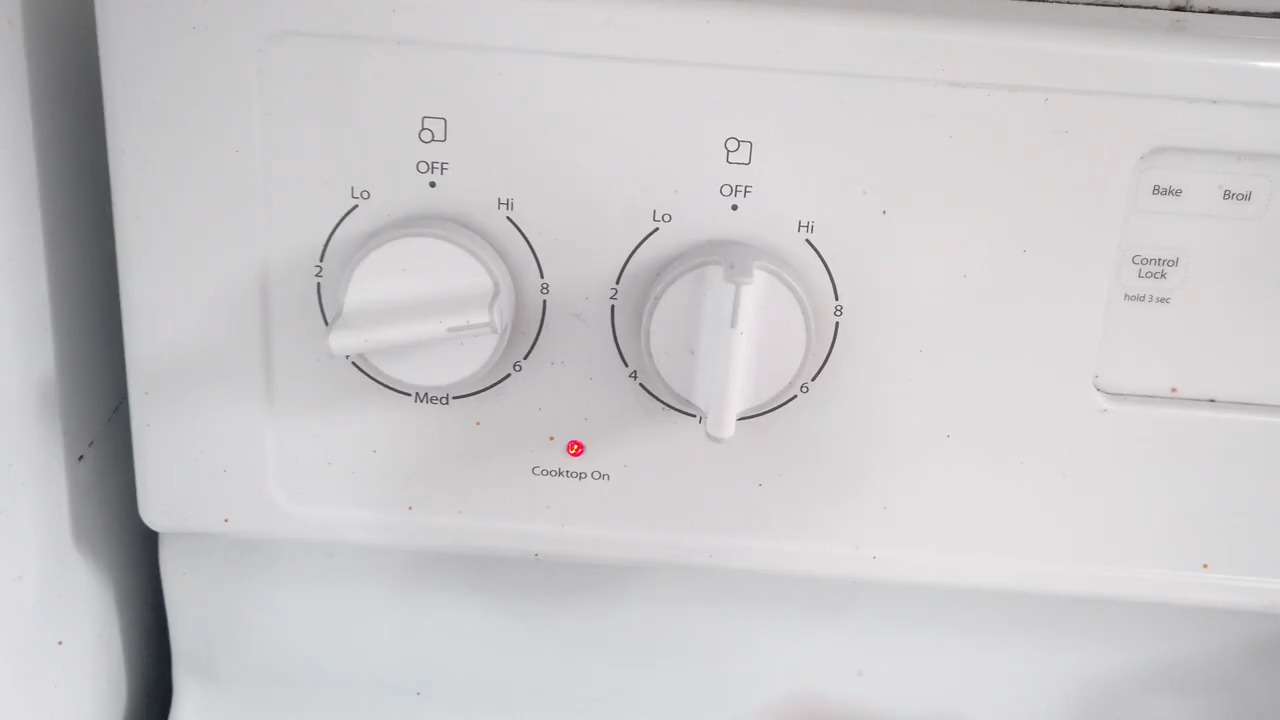 OFF
Lo
Hi
2
8
6
Med
OFF
Lo
Hi
2
8
4
6
Cooktop On
Bake
Broil
Control
Lock
hold 3 sec